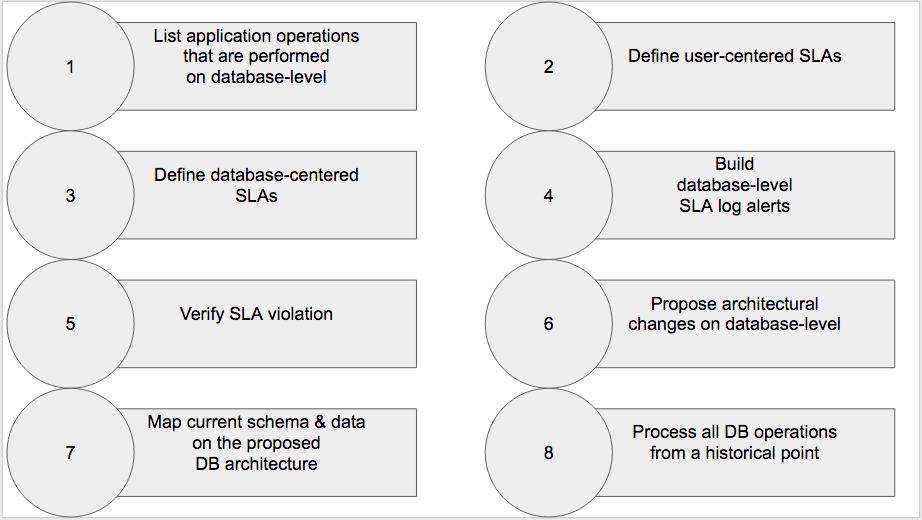 1
List application operations
that are performed
on database-level
2
Define user-centered SLAs
3
Define database-centered
SLAs
4
Build
database-level
SLA log alerts
5
Verify SLA violation
6
Propose architectural
changes on database-level
7
Map current schema & data
on the proposed
DB architecture
8
Process all DB operations
from a historical point